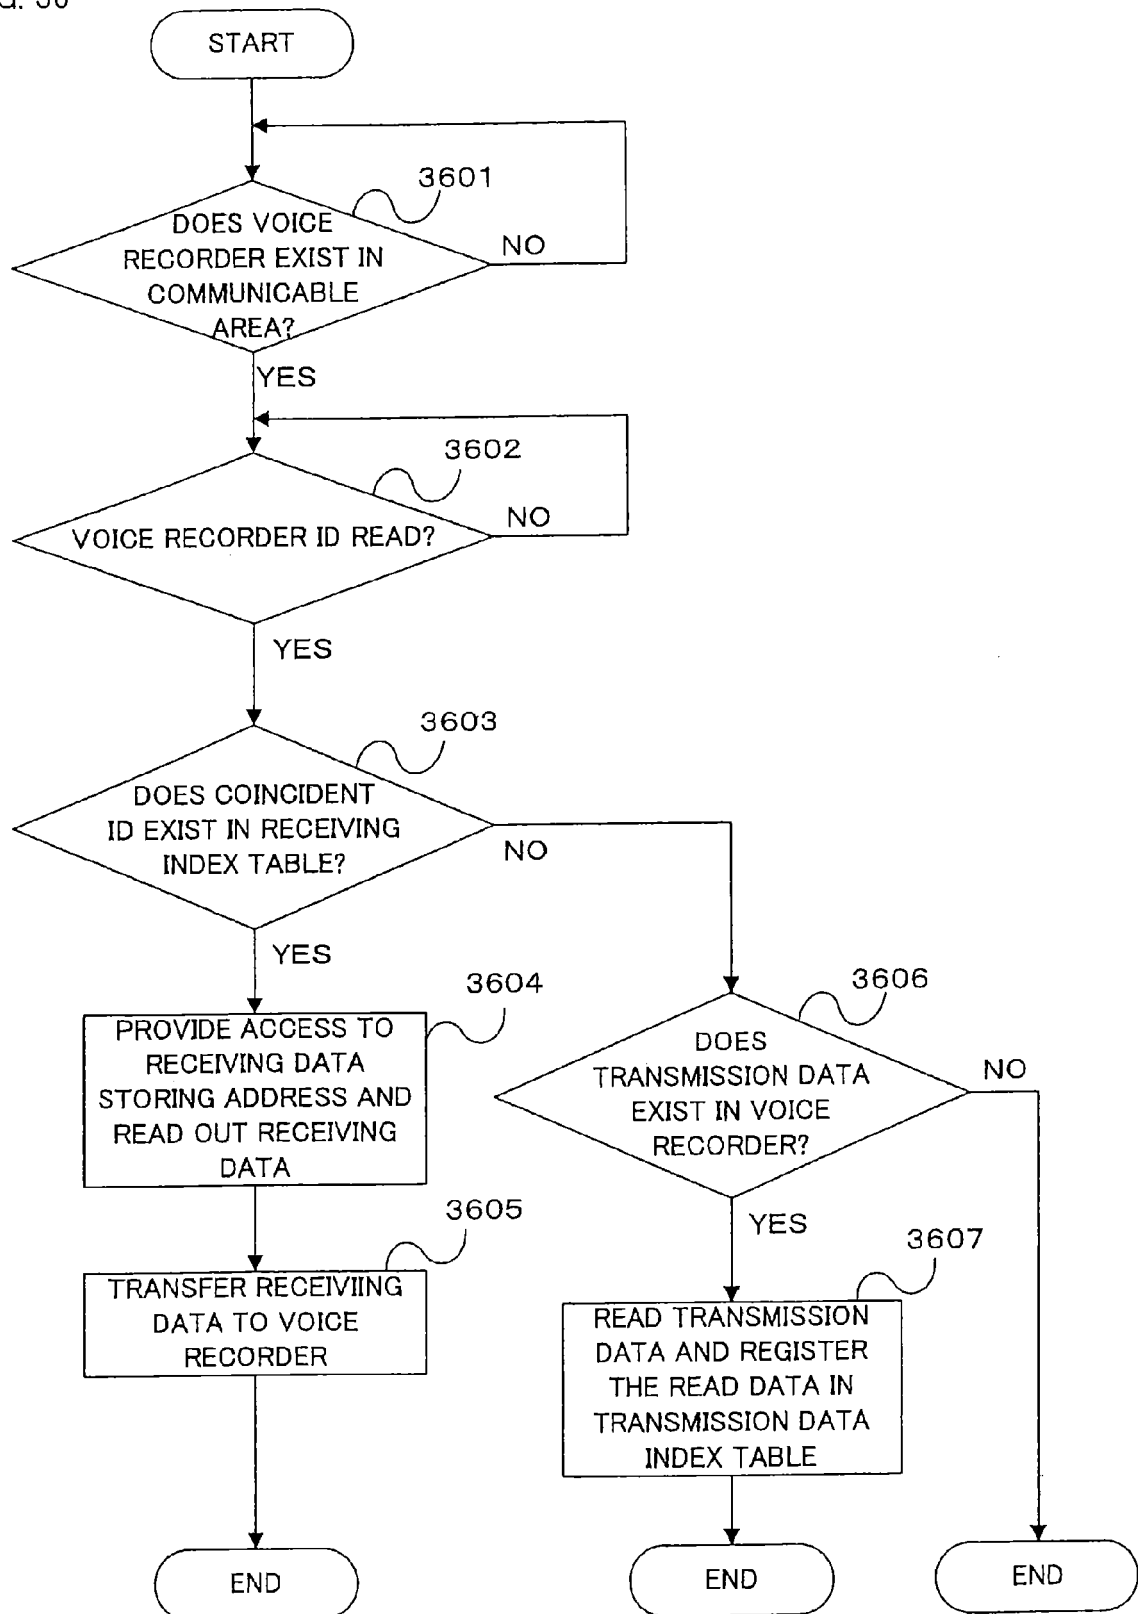 START
3601
DOES VOICE
RECORDER EXIST IN
COMMUNICABLE
AREA?
NO
YES
3602
VOICE RECORDER ID READ?
NO
YES
3603
DOES COINCIDENT
ID EXIST IN RECEIVING
INDEX TABLE?
NO
YES
3604
PROVIDE ACCESS TO
RECEIVING DATA
STORING ADDRESS AND
READ OUT RECEIVING
DATA
3605
TRANSFER RECEIVIING
DATA TO VOICE
RECORDER
END
3606
DOES
TRANSMISSION DATA
EXIST IN VOICE
RECORDER?
NO
YES
3607
READ TRANSMISSION
DATA AND REGISTER
THE READ DATA IN
TRANSMISSION DATA
INDEX TABLE
END
END